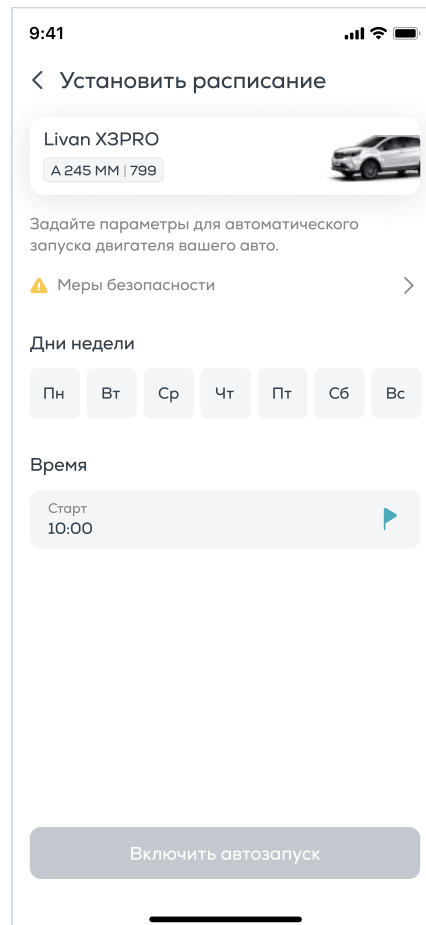 9:41
Установить расписание
Livan X3PRO
А 245 ММ | 799
Задайте параметры для автоматического
запуска двигателя вашего авто.
Меры безопасности
Дни недели
Пн Вт Ср Чт Пт Сб Вс
Время
Старт
10:00
Включить автозапуск